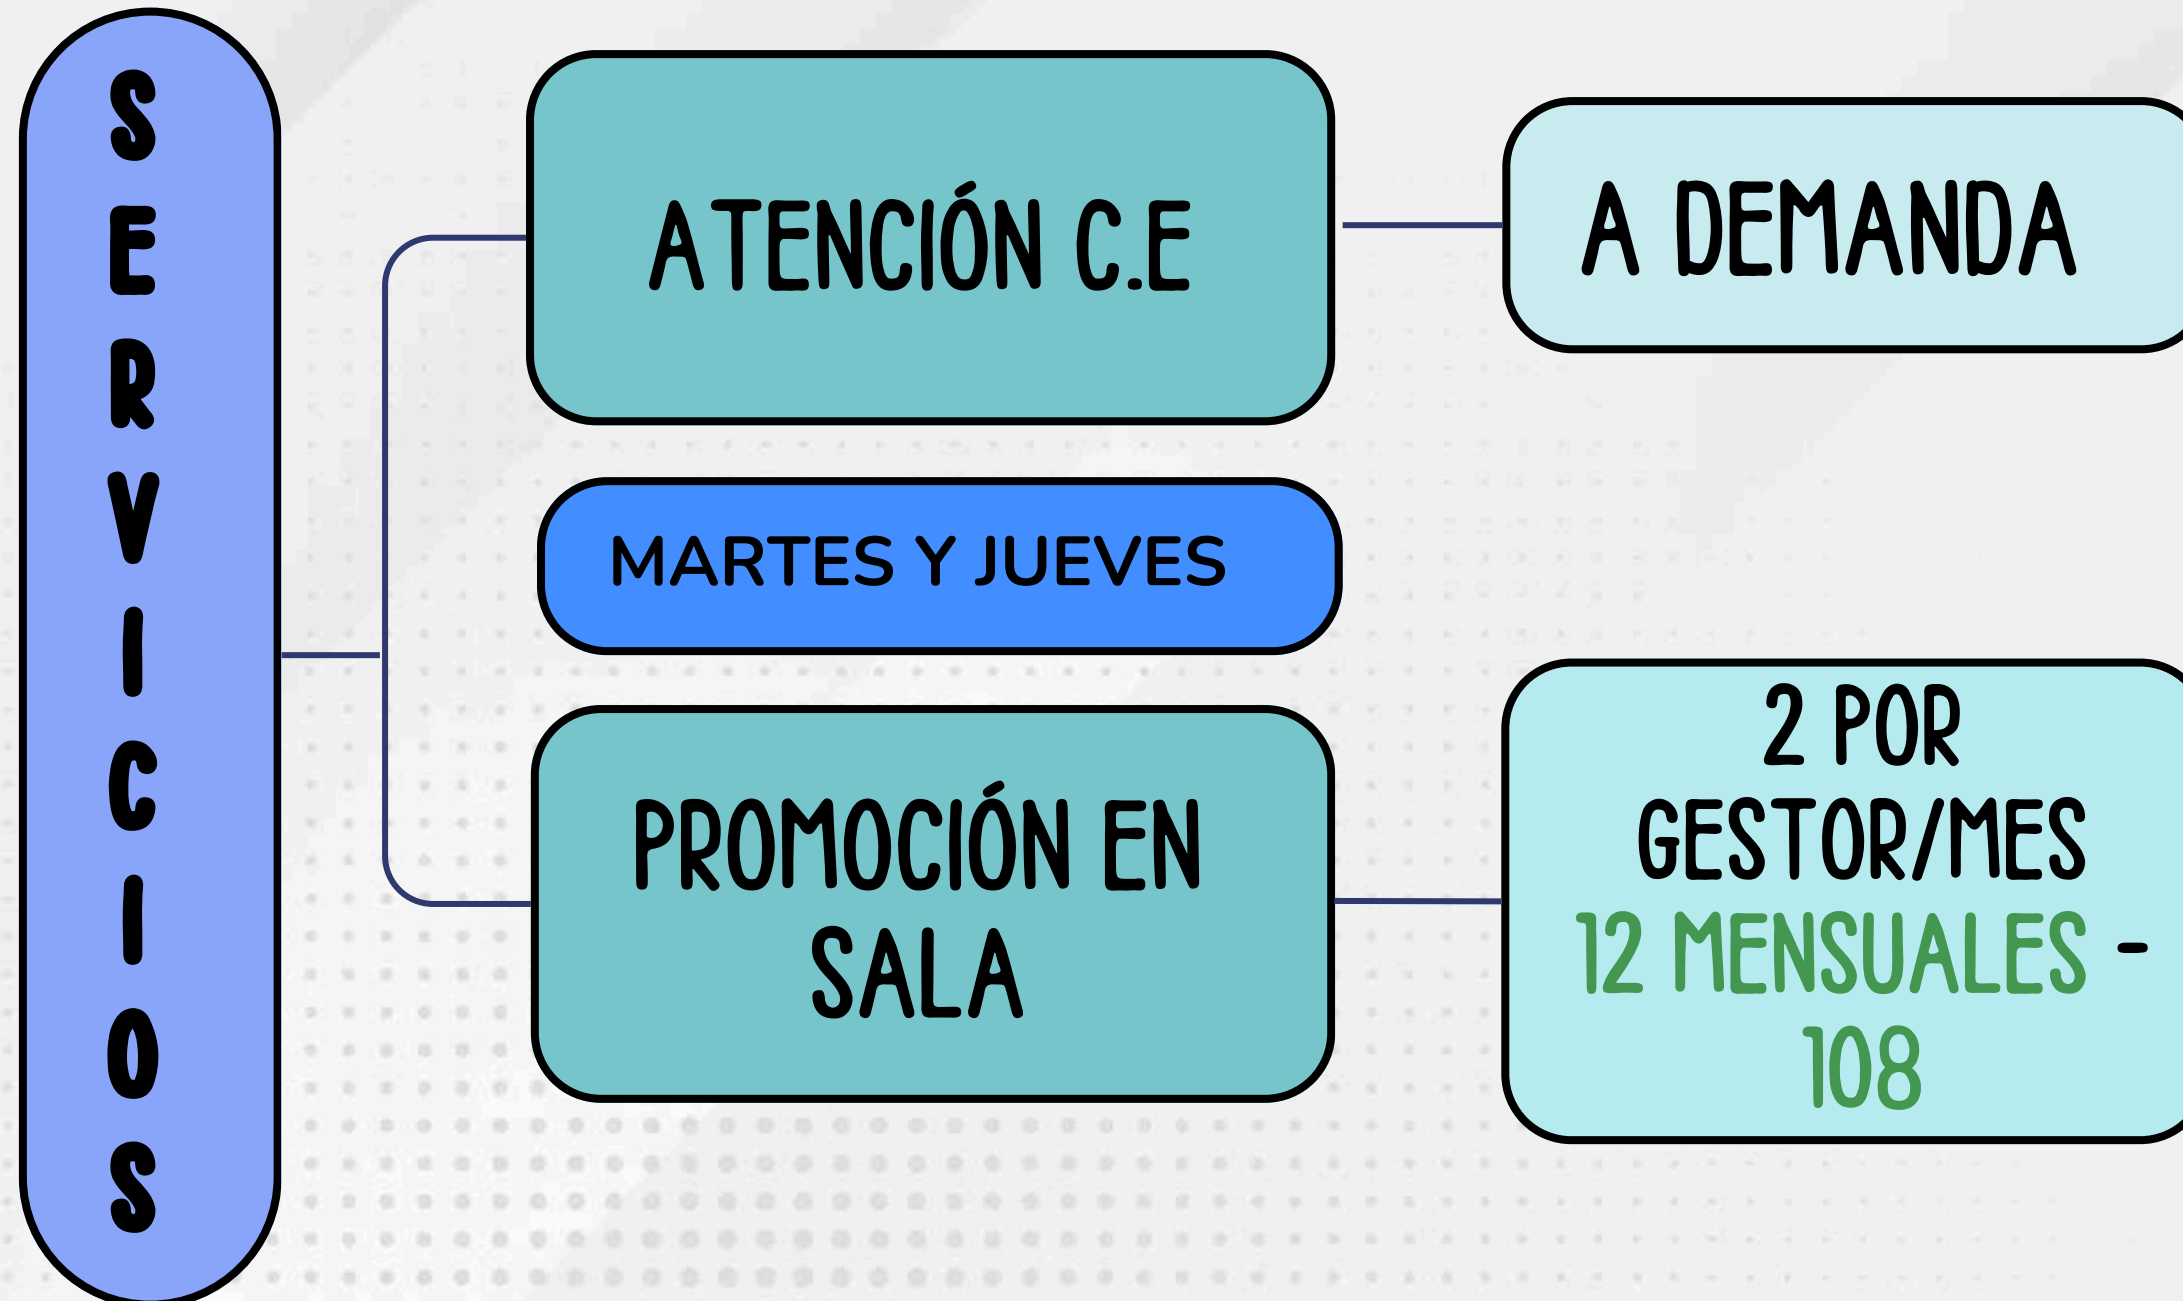 SERVICIOS
ATENCIÓN C.E
A DEMANDA
MARTES Y JUEVES
PROMOCIÓN EN
SALA
2 POR
GESTOR/MES
12 MENSUALES -
108